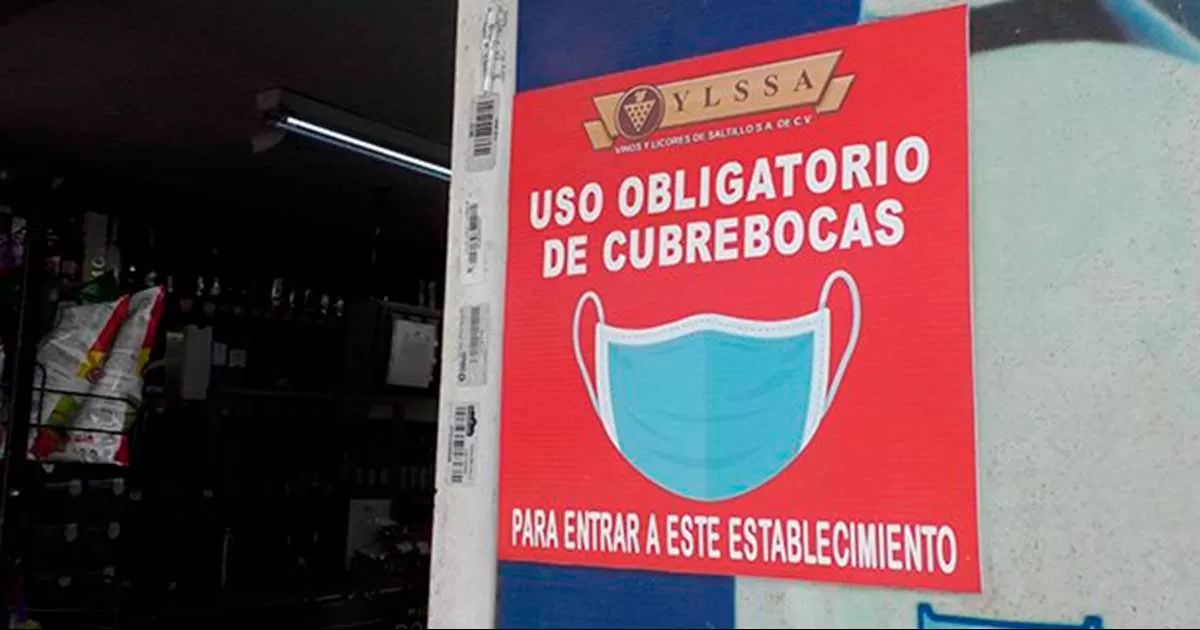 YLSSA
VINOS Y LICORES DE SALTILLO S.A. DE C.V.
USO OBLIGATORIO
DE CUBREBOCAS
PARA ENTRAR A ESTE ESTABLECIMIENTO